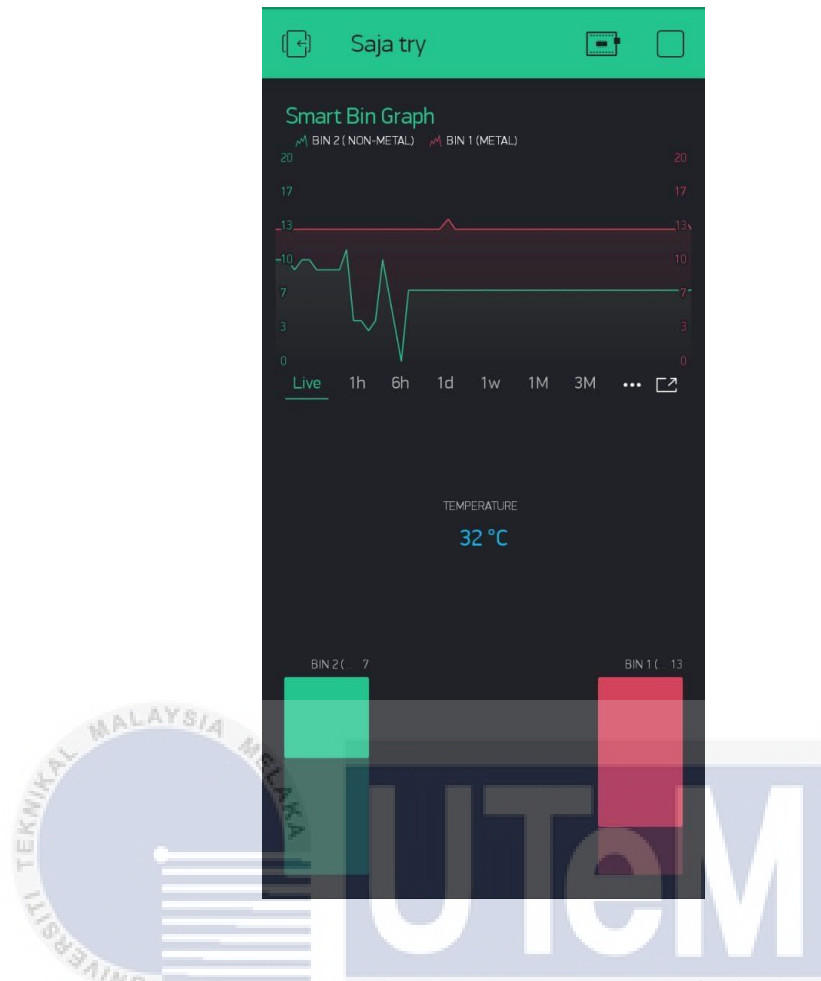 Saja try
Smart Bin Graph
BIN 2 ( NON-METAL) BIN 1 (METAL)
20 20
17 17
13 13
10 10
7 7
3 3
0 0
Live 1h 6h 1d 1w 1M 3M •••
TEMPERATURE
32 °C
BIN 2 (... 7 BIN 1 (... 13
TEKNIKAL MALAYSIA MELAKA
UTeM